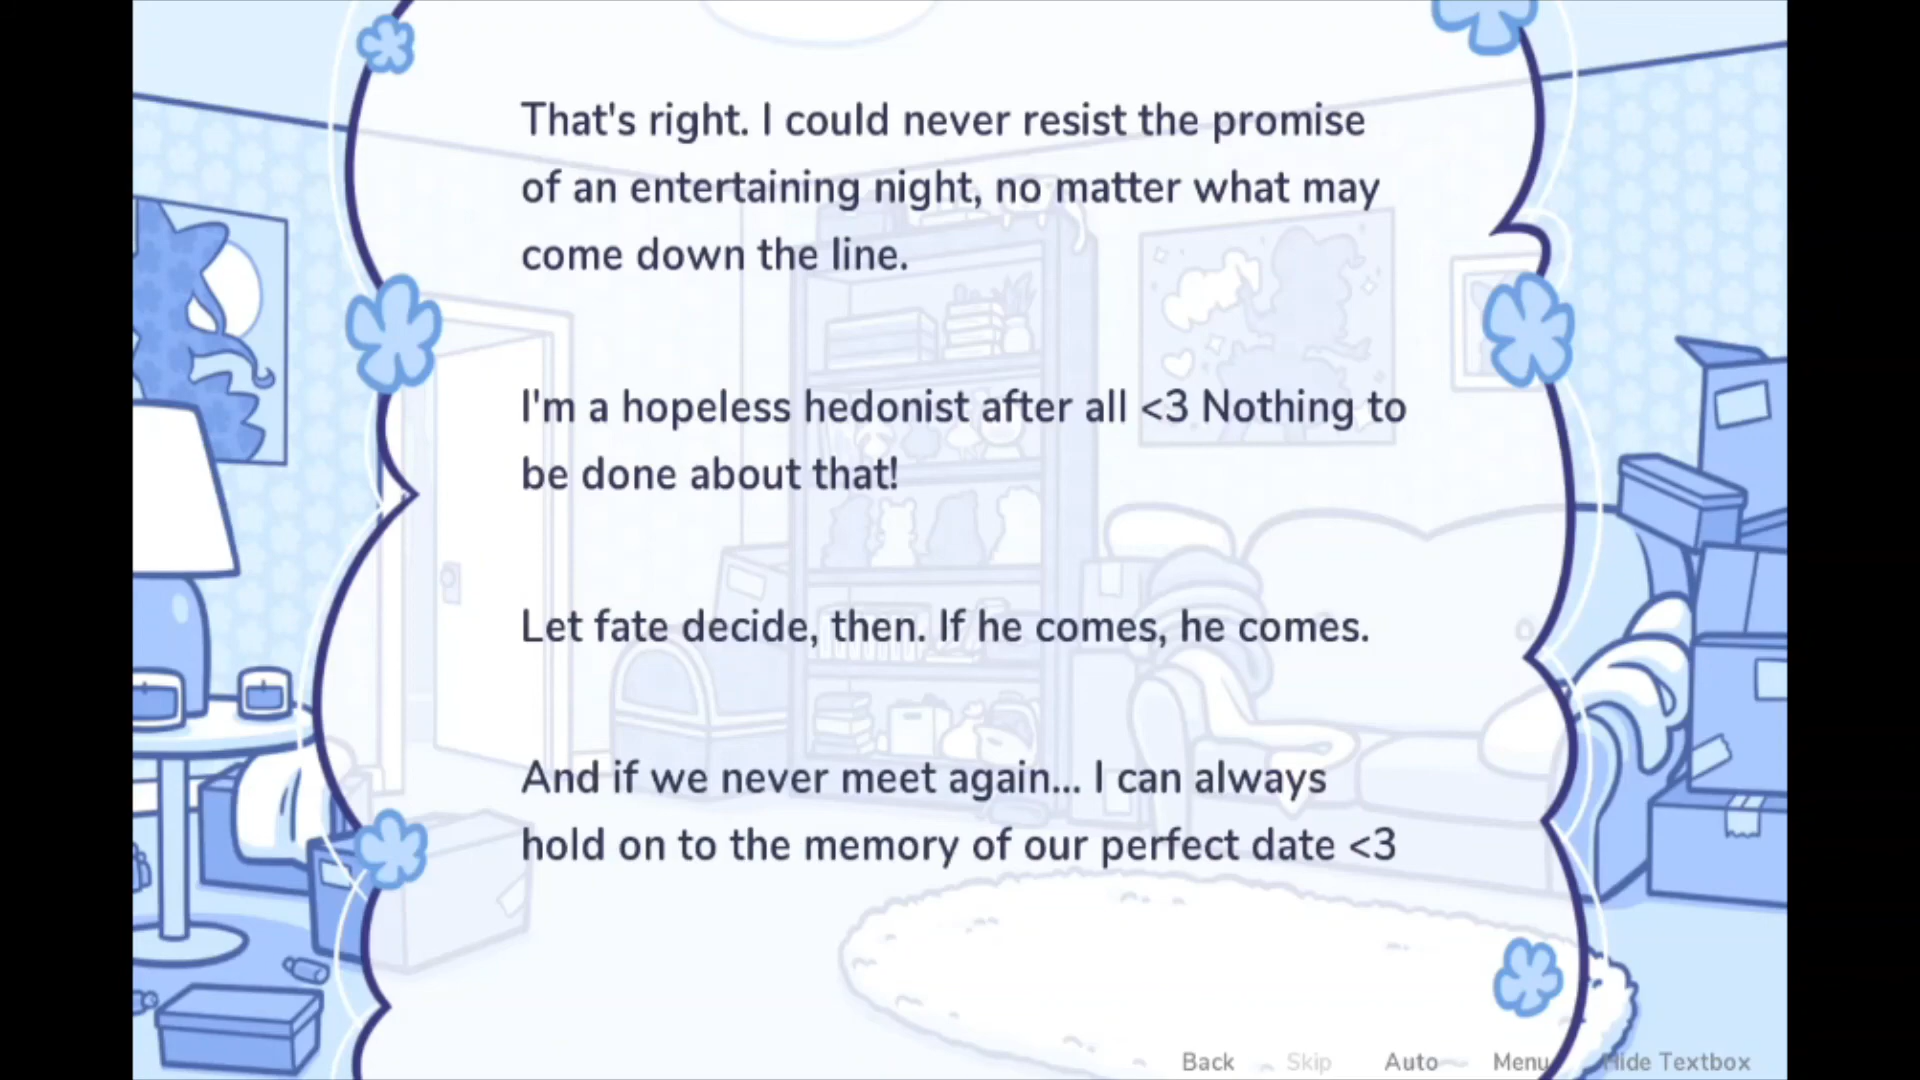 That's right. I could never resist the promise
of an entertaining night, no matter what may
come down the line.
I'm a hopeless hedonist after all <3 Nothing to
be done about that!
Let fate decide, then. If he comes, he comes.
And if we never meet again... I can always
hold on to the memory of our perfect date <3
Back Skip Auto Menu Hide Textbox